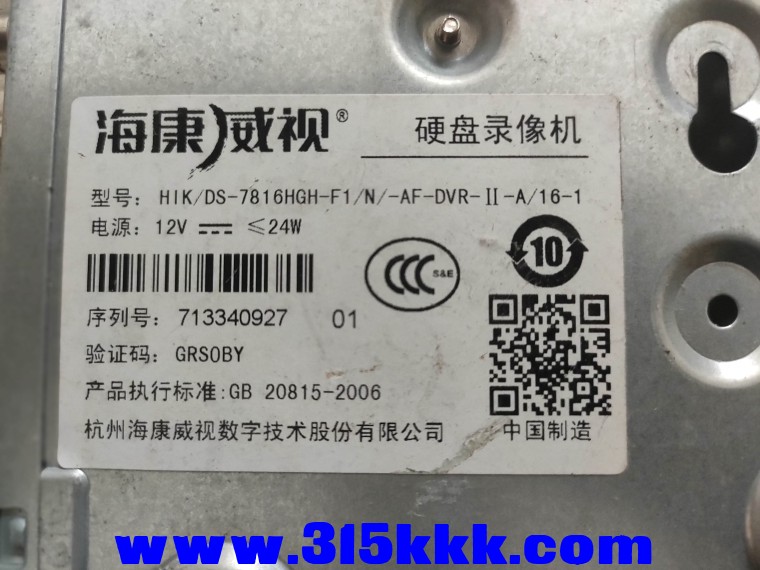 海康威视®
硬盘录像机
型号: HIK/DS-7816HGH-F1/N/-AF-DVR-II-A/16-1
电源: 12V ⎓ ≤24W
CCC S&E
10
序列号: 713340927 01
验证码: GRSOBY
产品执行标准:GB 20815-2006
杭州海康威视数字技术股份有限公司
中国制造
www.315kkk.com